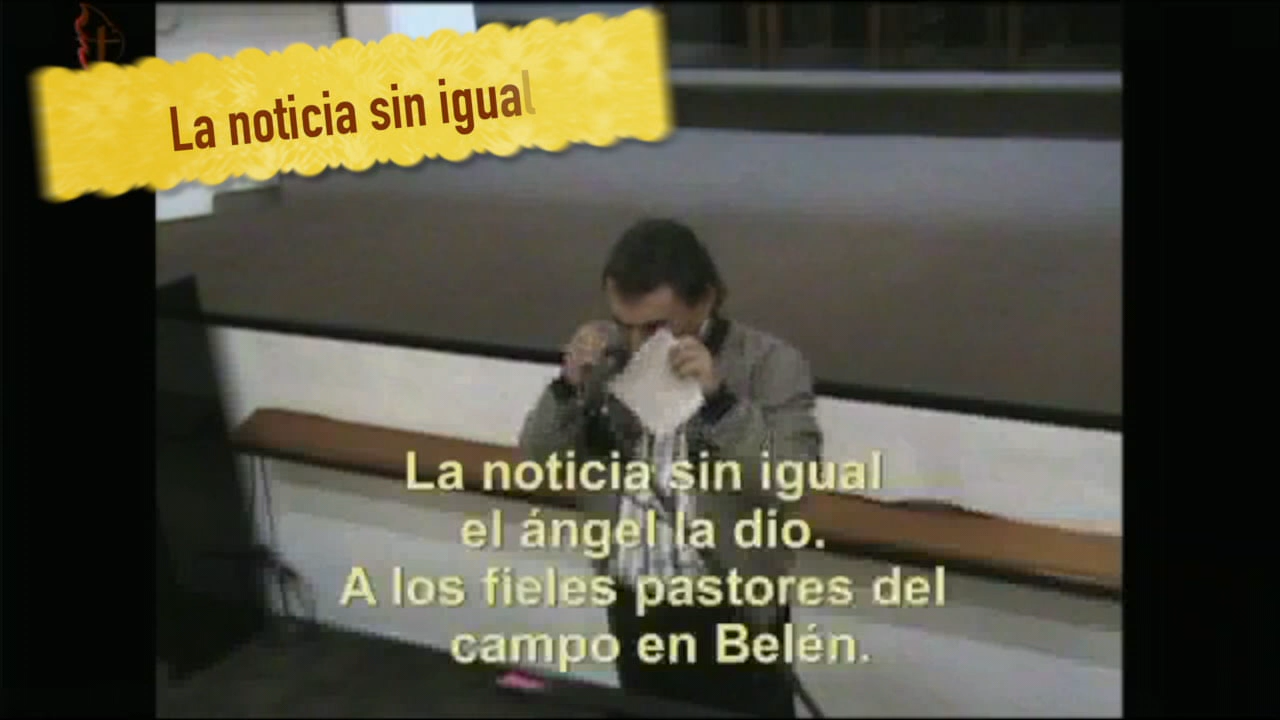 La noticia sin igual
La noticia sin igual
el ángel la dio.
A los fieles pastores del
campo en Belén.